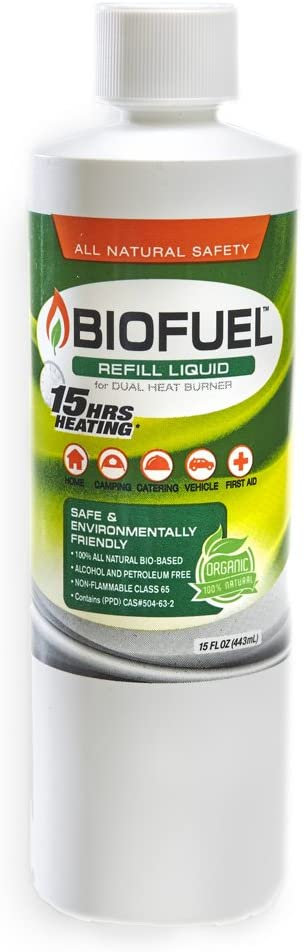 ALL NATURAL SAFETY
BIOFUEL™
REFILL LIQUID
for DUAL HEAT BURNER
15HRS
HEATING*
HOME CAMPING CATERING VEHICLE FIRST AID
SAFE &
ENVIRONMENTALLY
FRIENDLY
• 100% ALL NATURAL BIO-BASED
• ALCOHOL AND PETROLEUM FREE
• NON-FLAMMABLE CLASS 65
• Contains (PPD) CAS#504-63-2
ORGANIC
100% NATURAL
15 FL OZ (443mL)